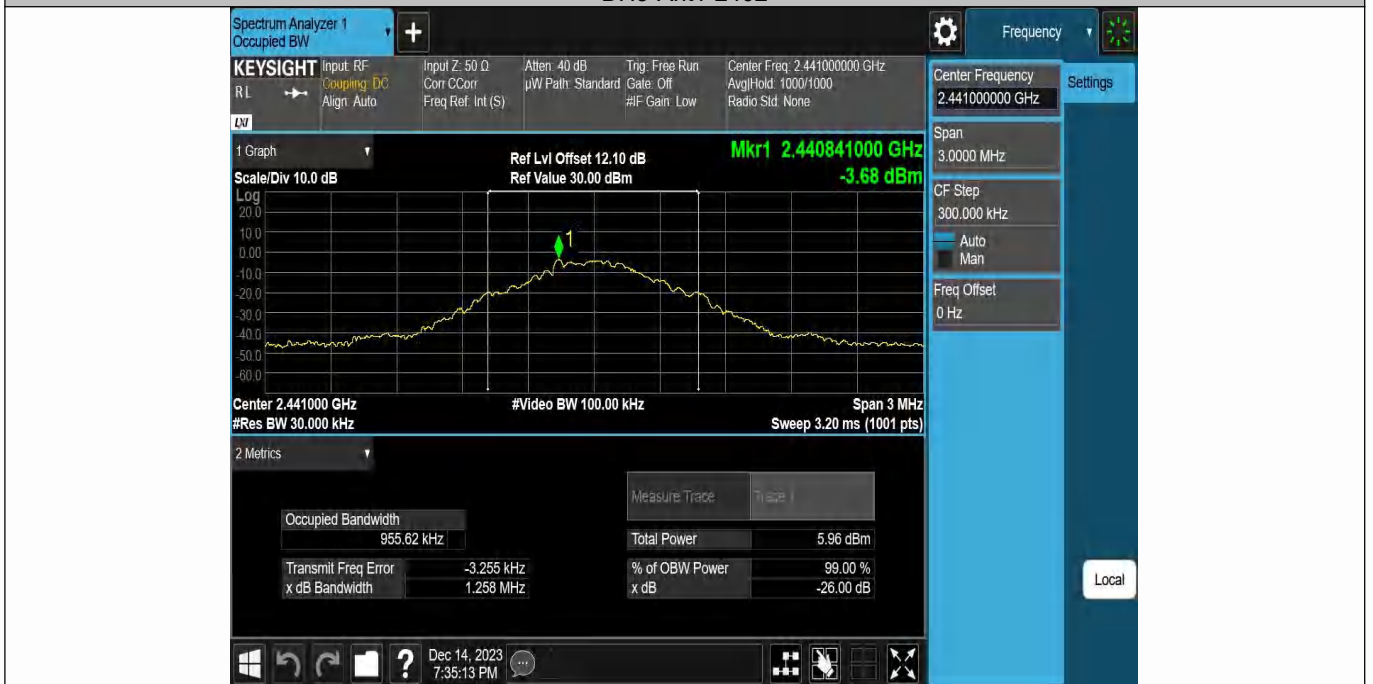 Spectrum Analyzer 1
Occupied BW
Frequency
KEYSIGHT
RL
LXI
Input: RF
Coupling: DC
Align: Auto
Input Z: 50 Ω
Corr CCorr
Freq Ref: Int (S)
Atten: 40 dB
µW Path: Standard
Trig: Free Run
Gate: Off
#IF Gain: Low
Center Freq: 2.441000000 GHz
Avg|Hold: 1000/1000
Radio Std: None
Center Frequency
2.441000000 GHz
Settings
Span
3.0000 MHz
CF Step
300.000 kHz
Auto
Man
Freq Offset
0 Hz
Local
1 Graph
Scale/Div 10.0 dB
Ref Lvl Offset 12.10 dB
Ref Value 30.00 dBm
Mkr1 2.440841000 GHz
-3.68 dBm
Log
20.0
10.0
0.00
-10.0
-20.0
-30.0
-40.0
-50.0
-60.0
1
Center 2.441000 GHz
#Res BW 30.000 kHz
#Video BW 100.00 kHz
Span 3 MHz
Sweep 3.20 ms (1001 pts)
2 Metrics
Measure Trace
Trace 1
Occupied Bandwidth
955.62 kHz
Total Power 5.96 dBm
Transmit Freq Error -3.255 kHz
% of OBW Power 99.00 %
x dB Bandwidth 1.258 MHz
x dB -26.00 dB
?
Dec 14, 2023
7:35:13 PM